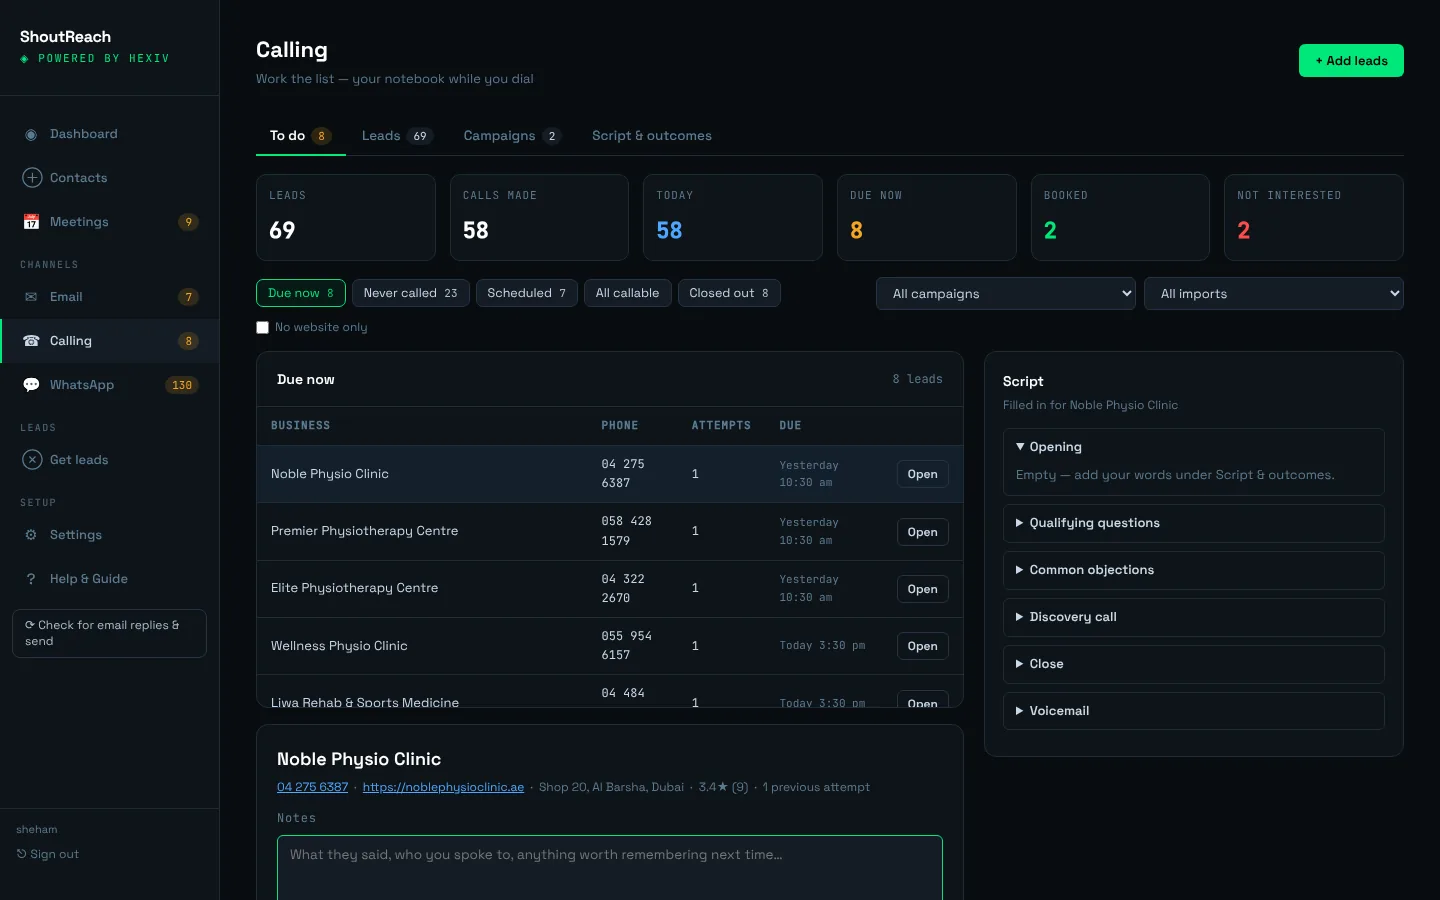 ShoutReach
◈ POWERED BY HEXIV
Dashboard
Contacts
Meetings 9
CHANNELS
Email 7
Calling 8
WhatsApp 130
LEADS
Get leads
SETUP
Settings
? Help & Guide
⟳ Check for email replies &
send
sheham
Sign out
Calling
Work the list — your notebook while you dial
+ Add leads
To do 8 Leads 69 Campaigns 2 Script & outcomes
LEADS
69
CALLS MADE
58
TODAY
58
DUE NOW
8
BOOKED
2
NOT INTERESTED
2
Due now 8 Never called 23 Scheduled 7 All callable Closed out 8 All campaigns All imports
No website only
Due now 8 leads
BUSINESS PHONE ATTEMPTS DUE
Noble Physio Clinic 04 275 6387 1 Yesterday 10:30 am Open
Premier Physiotherapy Centre 058 428 1579 1 Yesterday 10:30 am Open
Elite Physiotherapy Centre 04 322 2670 1 Yesterday 10:30 am Open
Wellness Physio Clinic 055 954 6157 1 Today 3:30 pm Open
Liwa Rehab & Sports Medicine 04 484 1 Today 3:30 pm Open
Noble Physio Clinic
04 275 6387 · https://noblephysioclinic.ae · Shop 20, Al Barsha, Dubai · 3.4★ (9) · 1 previous attempt
Notes
What they said, who you spoke to, anything worth remembering next time…
Script
Filled in for Noble Physio Clinic
▼ Opening
Empty — add your words under Script & outcomes.
▶ Qualifying questions
▶ Common objections
▶ Discovery call
▶ Close
▶ Voicemail